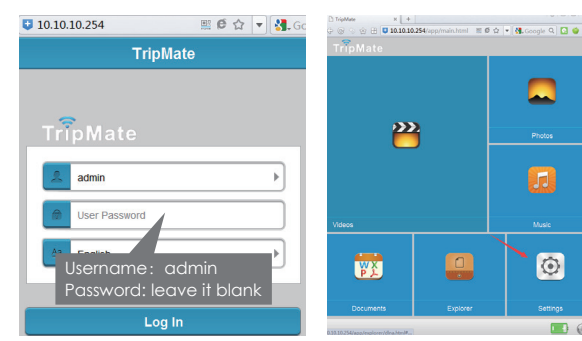 10.10.10.254
TripMate
TripMate
admin
User Password
English
Username: admin
Password: leave it blank
Log In
TripMate
10.10.10.254/app/main.html
Google
TripMate
Videos
Photos
Music
Documents
Explorer
Settings